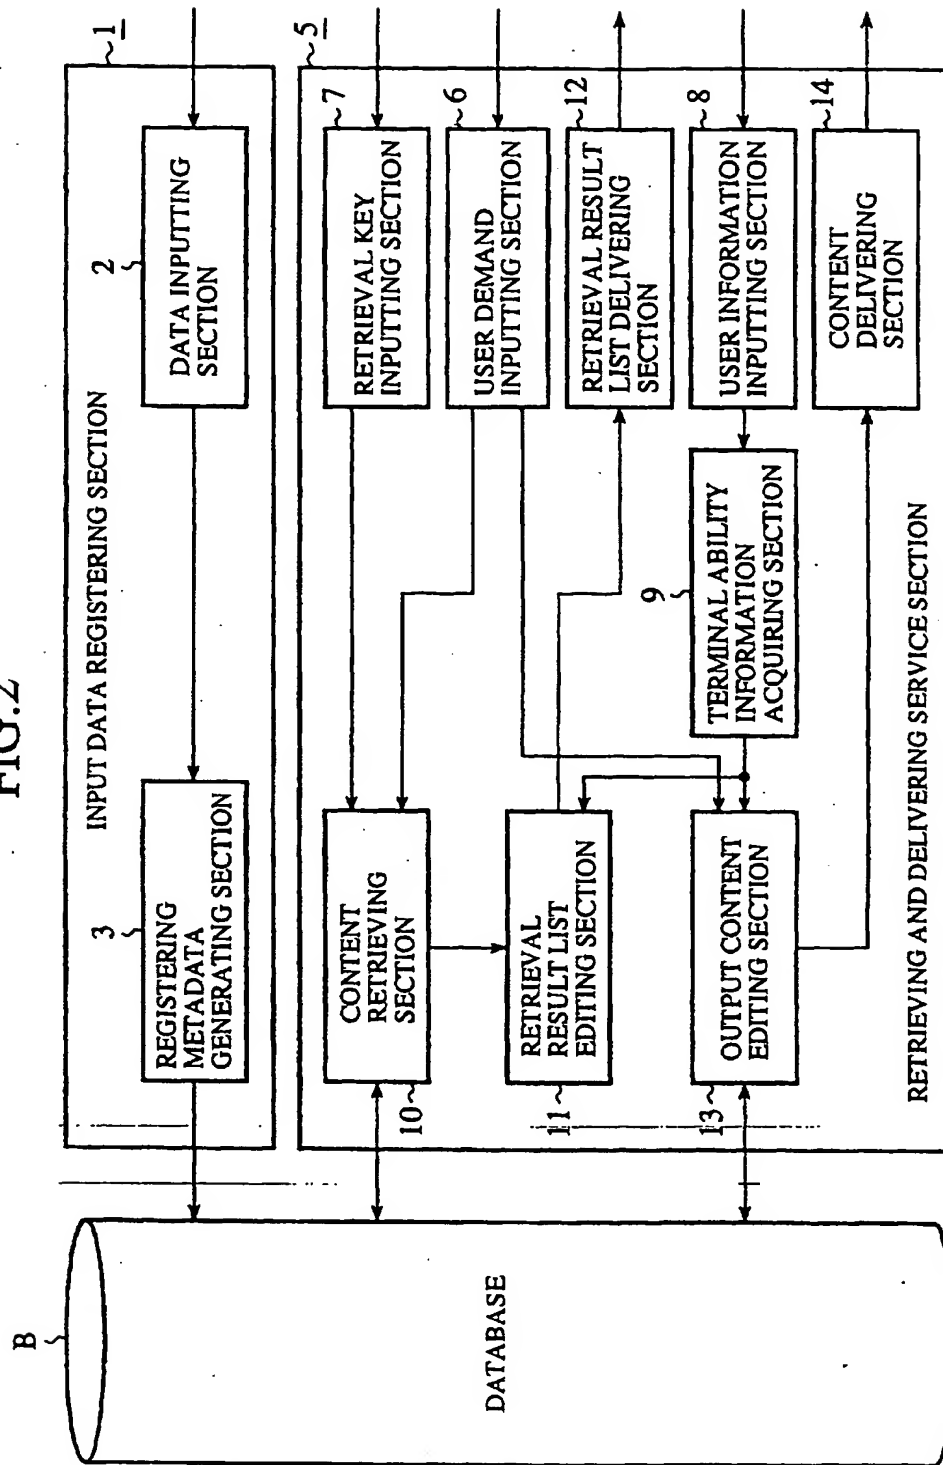 FIG.2
INPUT DATA REGISTERING SECTION
1
2
DATA INPUTTING
SECTION
3
REGISTERING
METADATA
GENERATING SECTION
5
7
RETRIEVAL KEY
INPUTTING SECTION
6
USER DEMAND
INPUTTING SECTION
12
RETRIEVAL RESULT
LIST DELIVERING
SECTION
8
USER INFORMATION
INPUTTING SECTION
14
CONTENT
DELIVERING
SECTION
9
TERMINAL ABILITY
INFORMATION
ACQUIRING SECTION
CONTENT
RETRIEVING
SECTION
10
RETRIEVAL
RESULT LIST
EDITING SECTION
11
OUTPUT CONTENT
EDITING SECTION
13
RETRIEVING AND DELIVERING SERVICE SECTION
B
DATABASE